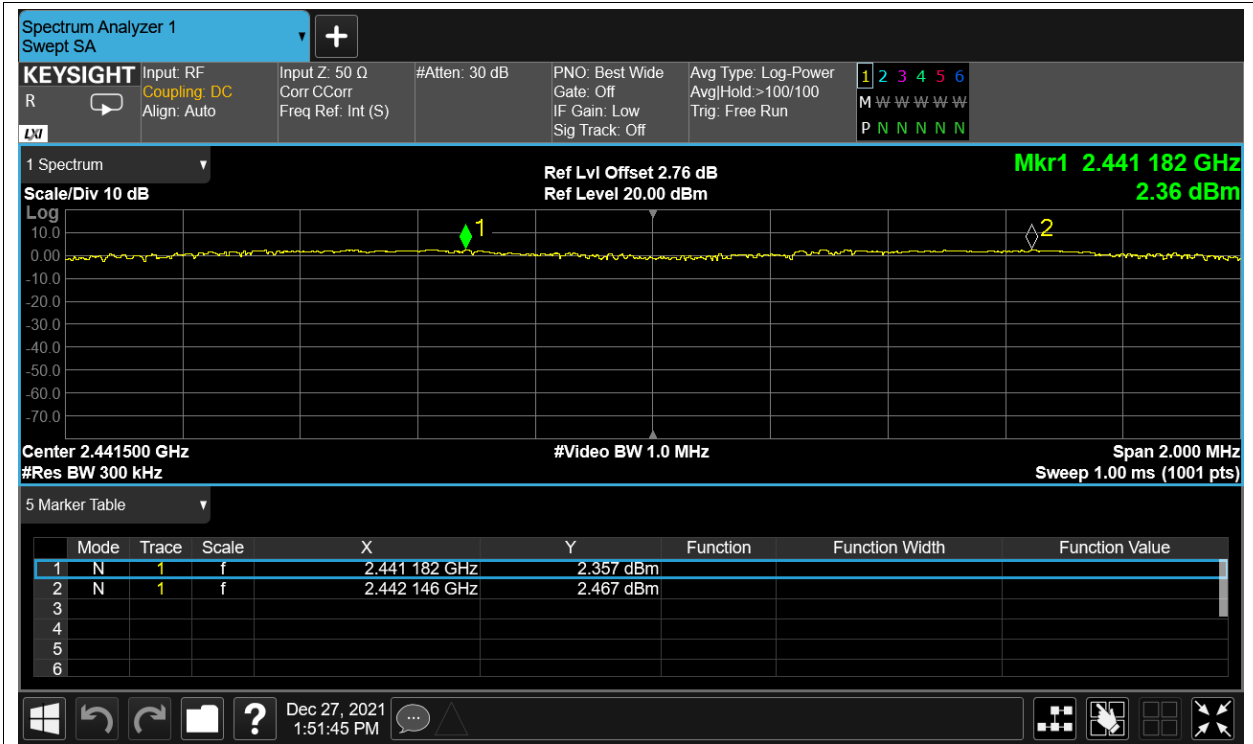 Spectrum Analyzer 1
Swept SA
KEYSIGHT
R
LXI
Input: RF
Coupling: DC
Align: Auto
Input Z: 50 Ω
Corr CCorr
Freq Ref: Int (S)
#Atten: 30 dB
PNO: Best Wide
Gate: Off
IF Gain: Low
Sig Track: Off
Avg Type: Log-Power
Avg|Hold:>100/100
Trig: Free Run
1 2 3 4 5 6
M W W W W W
P N N N N N
1 Spectrum
Scale/Div 10 dB
Ref Lvl Offset 2.76 dB
Ref Level 20.00 dBm
Mkr1 2.441 182 GHz
2.36 dBm
Log
10.0
0.00
-10.0
-20.0
-30.0
-40.0
-50.0
-60.0
-70.0
1
2
Center 2.441500 GHz
#Res BW 300 kHz
#Video BW 1.0 MHz
Span 2.000 MHz
Sweep 1.00 ms (1001 pts)
5 Marker Table
Mode Trace Scale X Y Function Function Width Function Value
1 N 1 f 2.441 182 GHz 2.357 dBm
2 N 1 f 2.442 146 GHz 2.467 dBm
3
4
5
6
?
Dec 27, 2021
1:51:45 PM